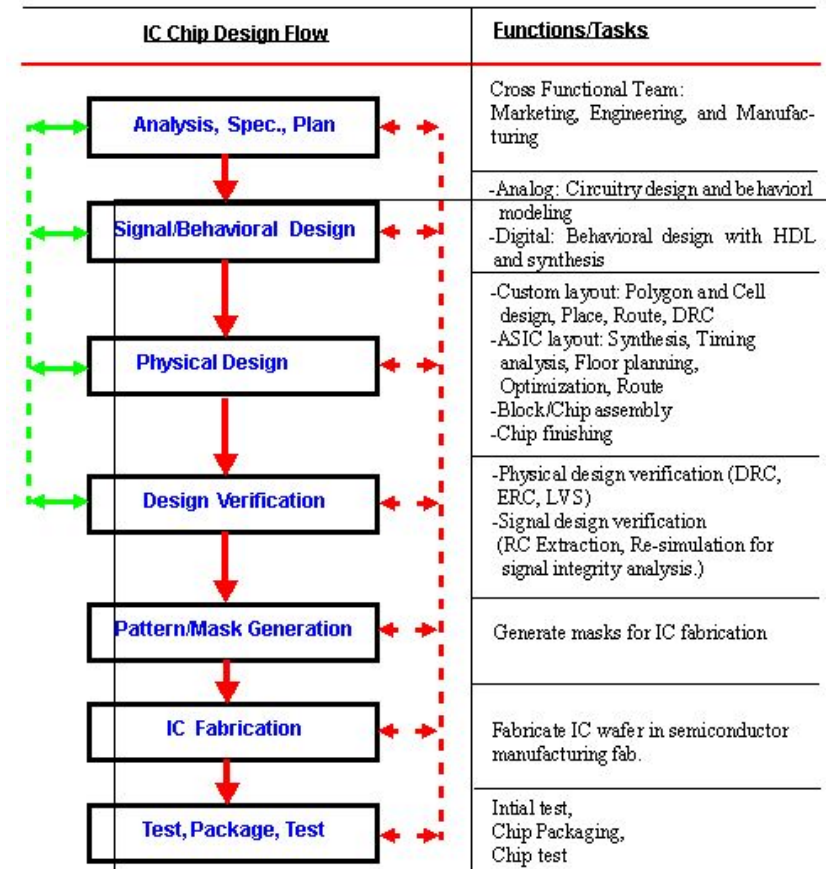 IC Chip Design Flow
Functions/Tasks
Analysis, Spec., Plan
Cross Functional Team:
Marketing, Engineering, and Manufac-
turing
Signal/Behavioral Design
-Analog: Circuitry design and behaviorl
modeling
-Digital: Behavioral design with HDL
and synthesis
Physical Design
-Custom layout: Polygon and Cell
design, Place, Route, DRC
-ASIC layout: Synthesis, Timing
analysis, Floor planning,
Optimization, Route
-Block/Chip assembly
-Chip finishing
Design Verification
-Physical design verification (DRC,
ERC, LVS)
-Signal design verification
(RC Extraction, Re-simulation for
signal integrity analysis.)
Pattern/Mask Generation
Generate masks for IC fabrication
IC Fabrication
Fabricate IC wafer in semiconductor
manufacturing fab.
Test, Package, Test
Intial test,
Chip Packaging,
Chip test